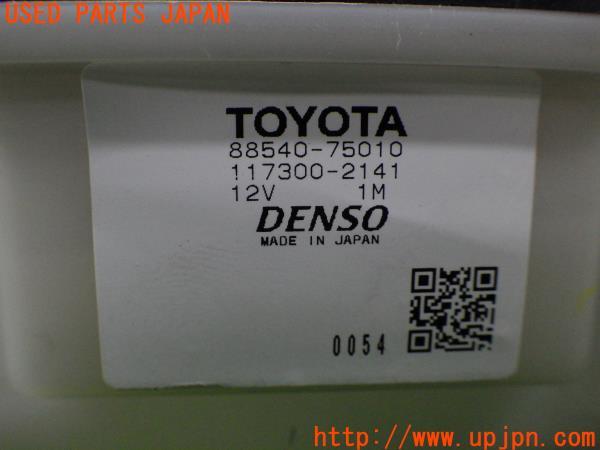 USED PARTS JAPAN
TOYOTA
88540-75010
117300-2141
12V 1M
DENSO
MADE IN JAPAN
0054
http://www.upjpn.com